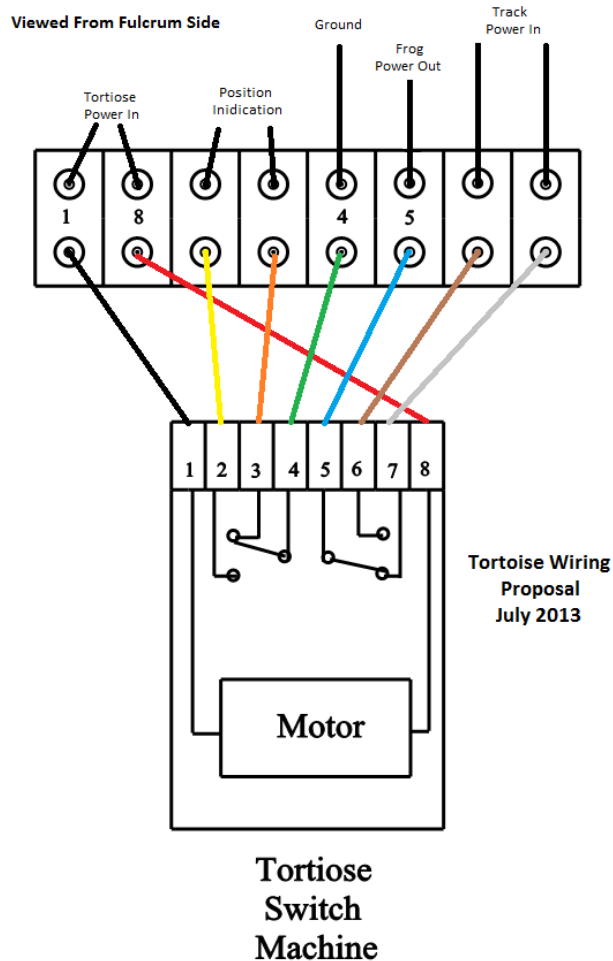 Viewed From Fulcrum Side
Ground
Track
Power In
Frog
Power Out
Tortiose
Power In
Position
Inidication
1 8 4 5
1 2 3 4 5 6 7 8
Tortoise Wiring
Proposal
July 2013
Motor
Tortiose
Switch
Machine